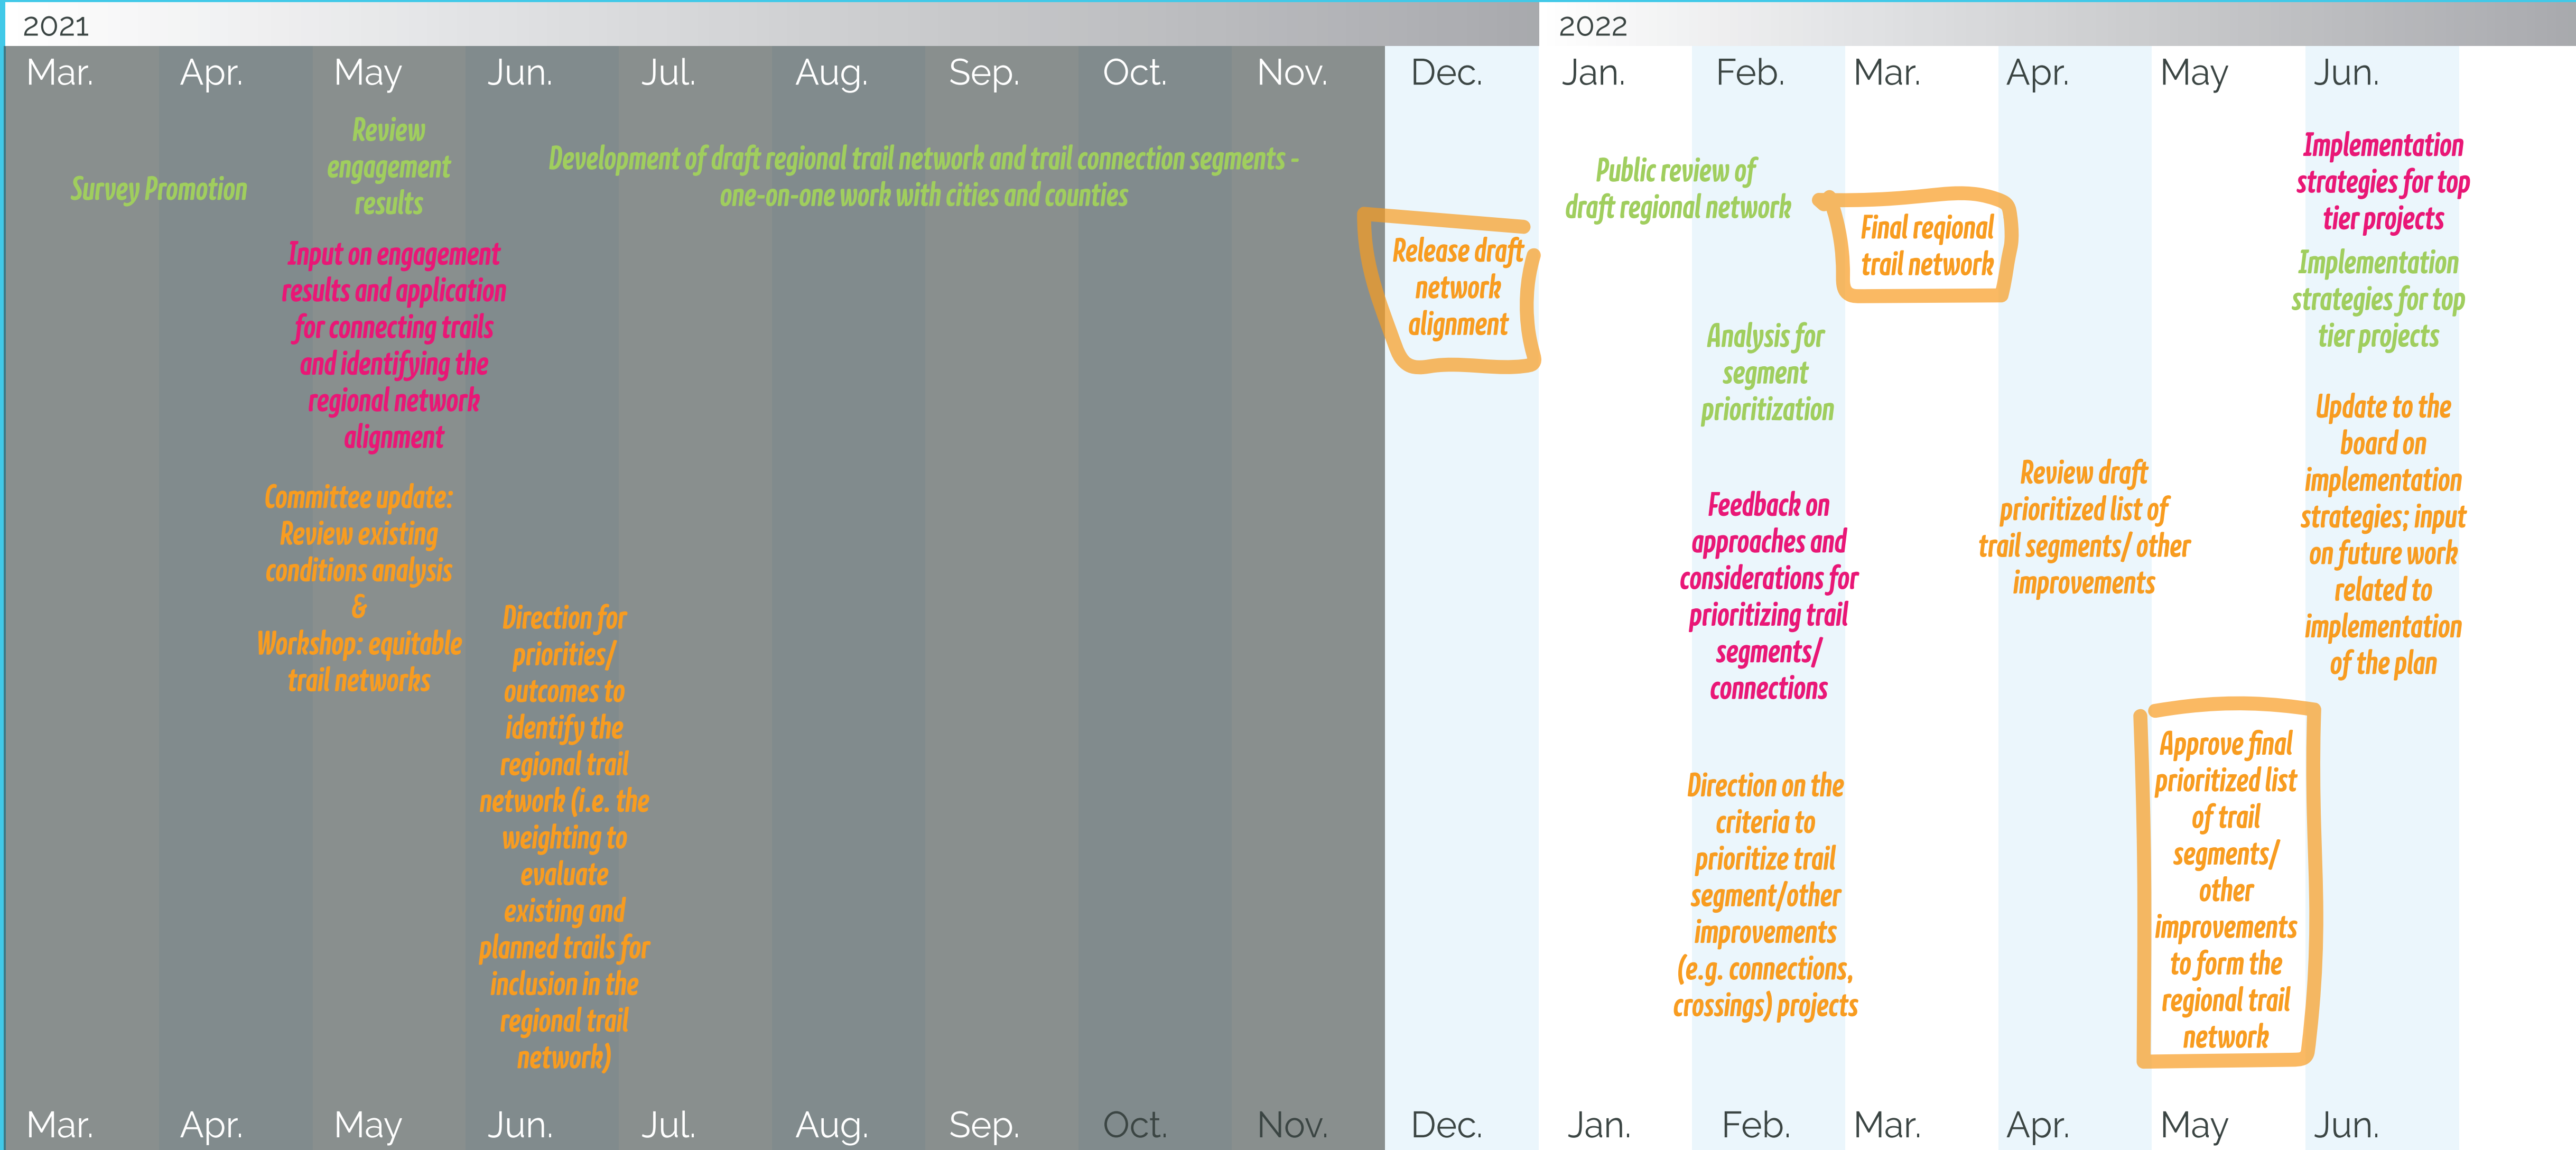 2021
2022
Mar.
Apr.
May
Jun.
Jul.
Aug.
Sep.
Oct.
Nov.
Dec.
Jan.
Feb.
Mar.
Apr.
May
Jun.
Survey Promotion
Review
engagement
results
Input on engagement
results and application
for connecting trails
and identifying the
regional network
alignment
Committee update:
Review existing
conditions analysis
&
Workshop: equitable
trail networks
Development of draft regional trail network and trail connection segments -
one-on-one work with cities and counties
Direction for
priorities/
outcomes to
identify the
regional trail
network (i.e. the
weighting to
evaluate
existing and
planned trails for
inclusion in the
regional trail
network)
Release draft
network
alignment
Public review of
draft regional network
Analysis for
segment
prioritization
Feedback on
approaches and
considerations for
prioritizing trail
segments/
connections
Direction on the
criteria to
prioritize trail
segment/other
improvements
(e.g. connections,
crossings) projects
Final regional
trail network
Review draft
prioritized list of
trail segments/ other
improvements
Approve final
prioritized list
of trail
segments/
other
improvements
to form the
regional trail
network
Implementation
strategies for top
tier projects
Implementation
strategies for top
tier projects
Update to the
board on
implementation
strategies; input
on future work
related to
implementation
of the plan
Mar.
Apr.
May
Jun.
Jul.
Aug.
Sep.
Oct.
Nov.
Dec.
Jan.
Feb.
Mar.
Apr.
May
Jun.